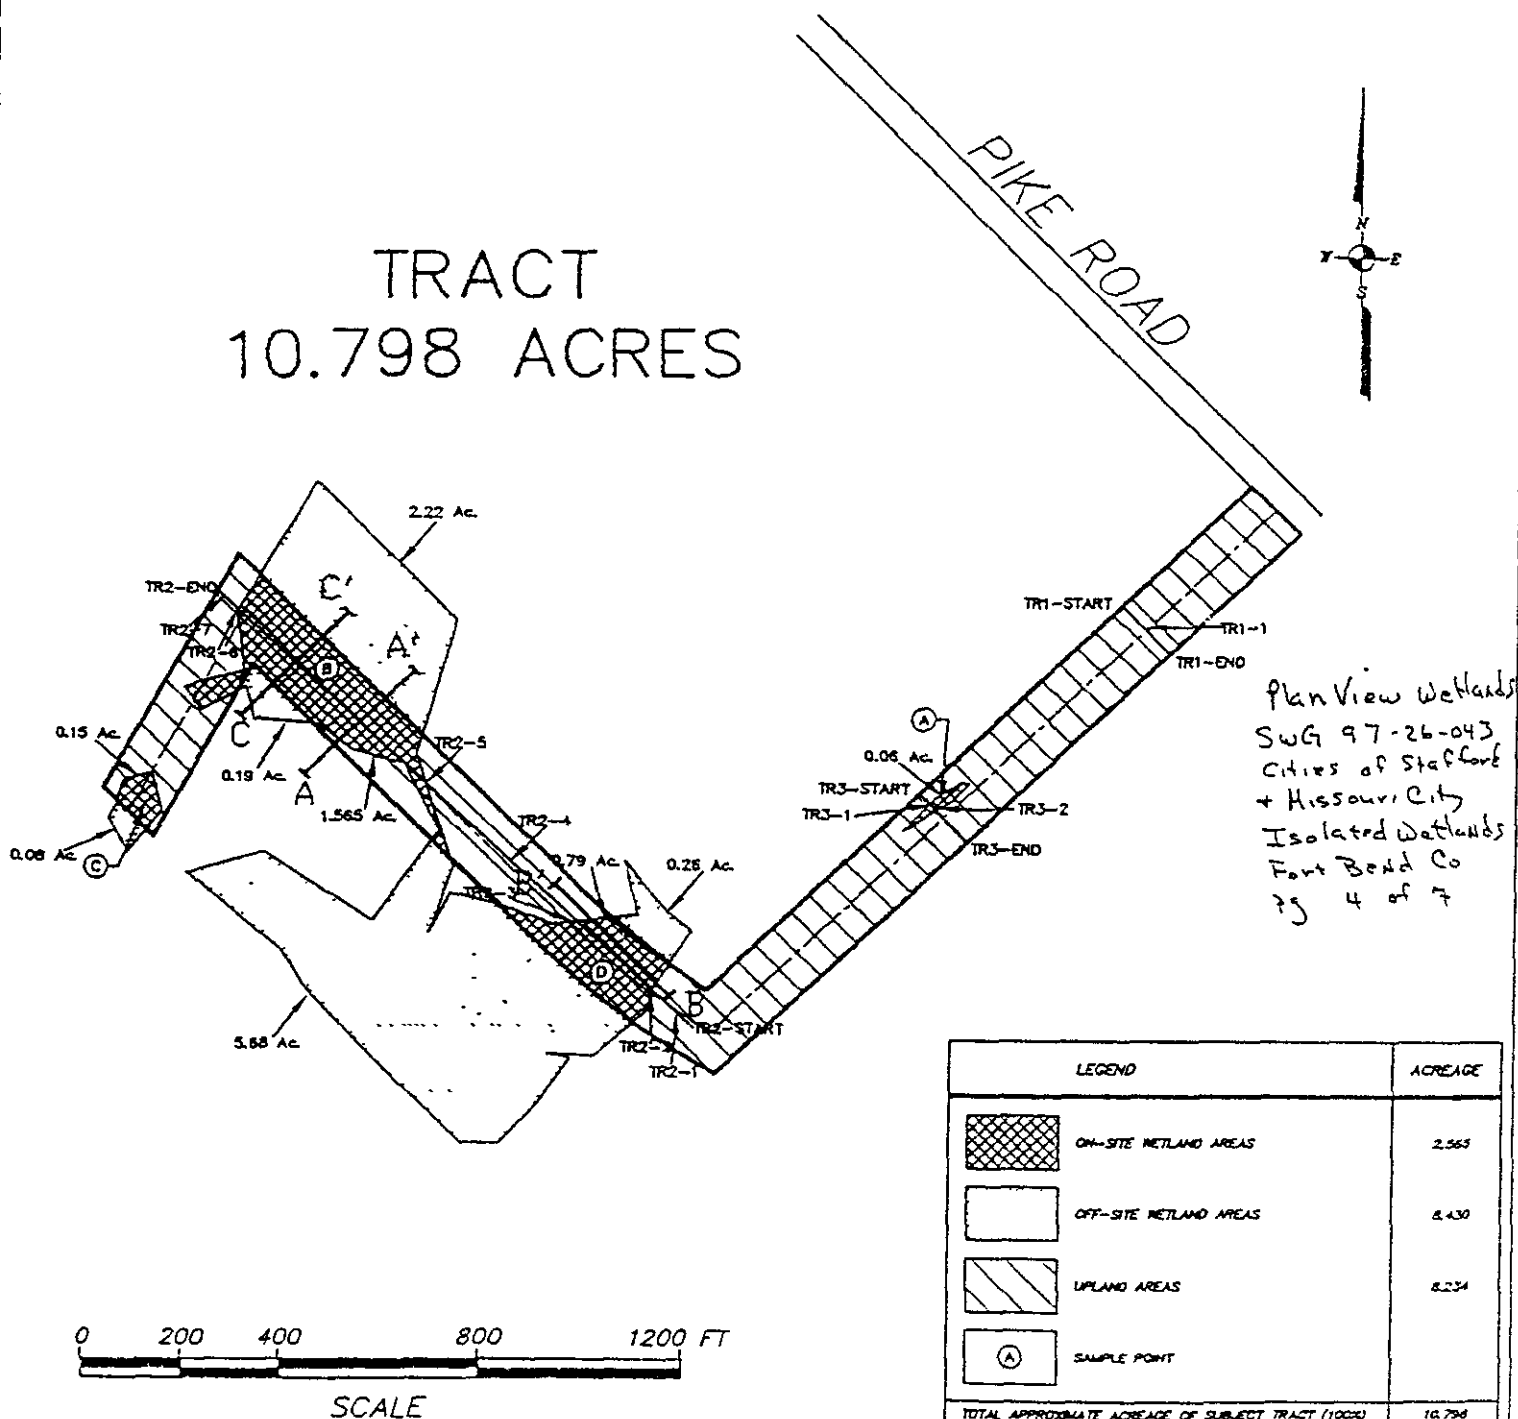 PIKE ROAD
N
W E
S
TRACT
10.798 ACRES
2.22 Ac.
TR2-END
C'
TR2-7
A'
TR2-6
B
C
0.15 Ac.
0.19 Ac.
A
TR2-5
1.565 Ac.
TR2-4
0.79 Ac.
0.08 Ac.
C
B'
0.26 Ac.
TR2-3
D
B
TR2-START
5.88 Ac.
TR2-2
TR2-1
TR1-START
TR1-1
TR1-END
A
0.06 Ac.
TR3-START
TR3-1
TR3-2
TR3-END
Plan View Wetlands
SWG 97-26-043
Cities of Stafford
+ Missouri City
Isolated Wetlands
Fort Bend Co
pg 4 of 7
LEGEND ACREAGE
ON-SITE WETLAND AREAS 2.565
OFF-SITE WETLAND AREAS 8.430
UPLAND AREAS 8.234
A SAMPLE POINT
TOTAL APPROXIMATE ACREAGE OF SUBJECT TRACT (100%) 10.798
0 200 400 800 1200 FT
SCALE